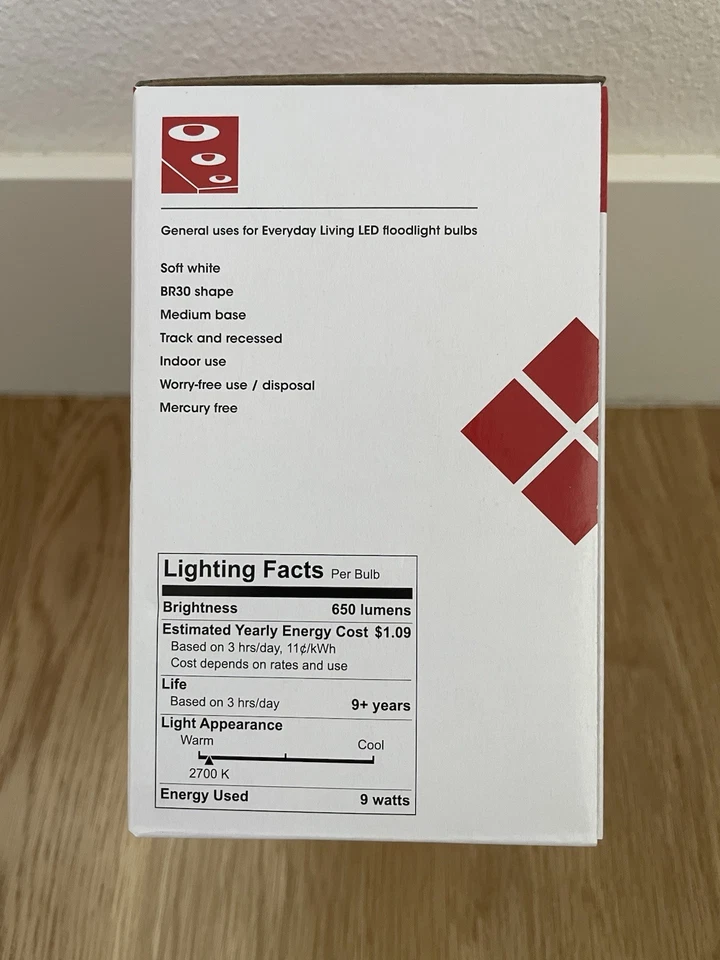 General uses for Everyday Living LED floodlight bulbs
Soft white
BR30 shape
Medium base
Track and recessed
Indoor use
Worry-free use / disposal
Mercury free
Lighting Facts Per Bulb
Brightness 650 lumens
Estimated Yearly Energy Cost $1.09
Based on 3 hrs/day, 11¢/kWh
Cost depends on rates and use
Life
Based on 3 hrs/day 9+ years
Light Appearance
Warm Cool
2700 K
Energy Used 9 watts